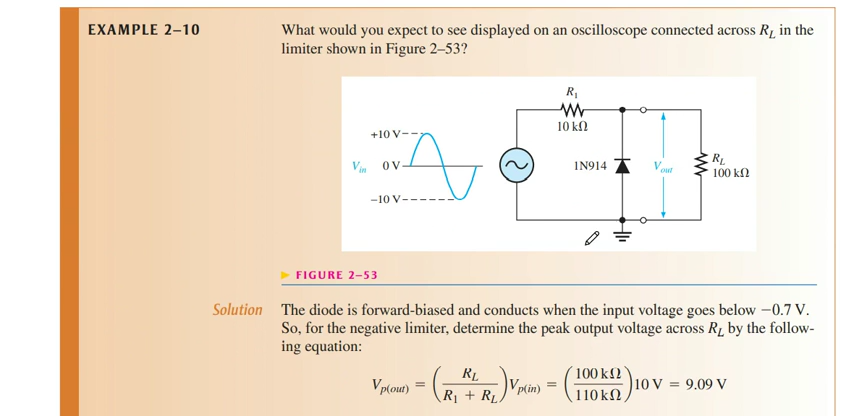 EXAMPLE 2–10
What would you expect to see displayed on an oscilloscope connected across R_L in the
limiter shown in Figure 2–53?
R₁
10 kΩ
+10 V
V_in 0 V
–10 V
1N914
V_out
R_L
100 kΩ
FIGURE 2–53
Solution The diode is forward-biased and conducts when the input voltage goes below −0.7 V.
So, for the negative limiter, determine the peak output voltage across R_L by the follow-
ing equation:
V_p(out) = (R_L / (R₁ + R_L)) V_p(in) = (100 kΩ / 110 kΩ) 10 V = 9.09 V